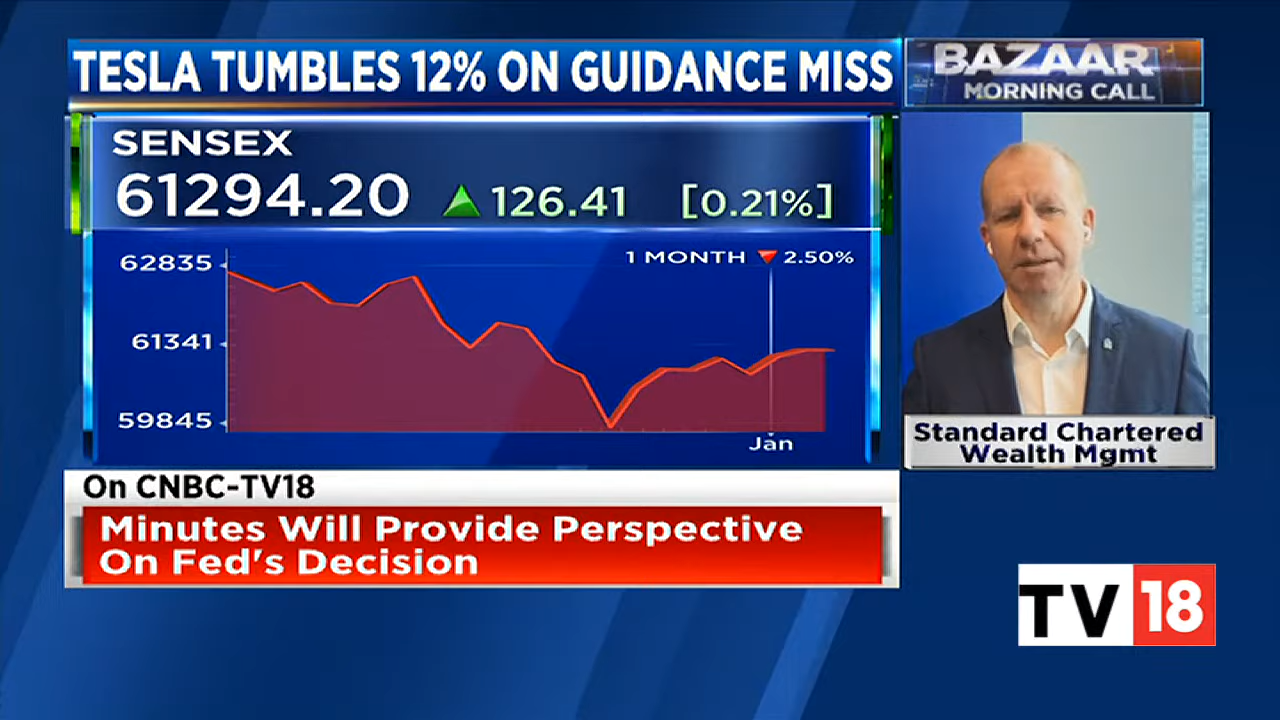 TESLA TUMBLES 12% ON GUIDANCE MISS
BAZAAR
MORNING CALL
SENSEX
61294.20 ▲ 126.41 [0.21%]
1 MONTH ▼ 2.50%
62835
61341
59845
Jan
Standard Chartered
Wealth Mgmt
On CNBC-TV18
Minutes Will Provide Perspective
On Fed's Decision
TV18